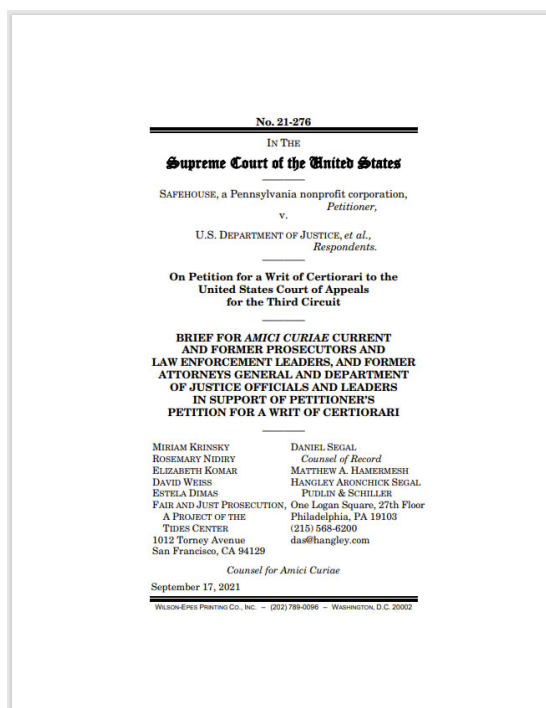 No. 21-276
IN THE
Supreme Court of the United States
SAFEHOUSE, a Pennsylvania nonprofit corporation,
Petitioner,
v.
U.S. DEPARTMENT OF JUSTICE, et al.,
Respondents.
On Petition for a Writ of Certiorari to the
United States Court of Appeals
for the Third Circuit
BRIEF FOR AMICI CURIAE CURRENT
AND FORMER PROSECUTORS AND
LAW ENFORCEMENT LEADERS, AND FORMER
ATTORNEYS GENERAL AND DEPARTMENT
OF JUSTICE OFFICIALS AND LEADERS
IN SUPPORT OF PETITIONER'S
PETITION FOR A WRIT OF CERTIORARI
MIRIAM KRINSKY
ROSEMARY NIDIRY
ELIZABETH KOMAR
DAVID WEISS
ESTELA DIMAS
FAIR AND JUST PROSECUTION,
A PROJECT OF THE
TIDES CENTER
1012 Torney Avenue
San Francisco, CA 94129
DANIEL SEGAL
Counsel of Record
MATTHEW A. HAMERMESH
HANGLEY ARONCHICK SEGAL
PUDLIN & SCHILLER
One Logan Square, 27th Floor
Philadelphia, PA 19103
(215) 568-6200
das@hangley.com
Counsel for Amici Curiae
September 17, 2021
WILSON-EPES PRINTING CO., INC. – (202) 789-0096 – WASHINGTON, D.C. 20002